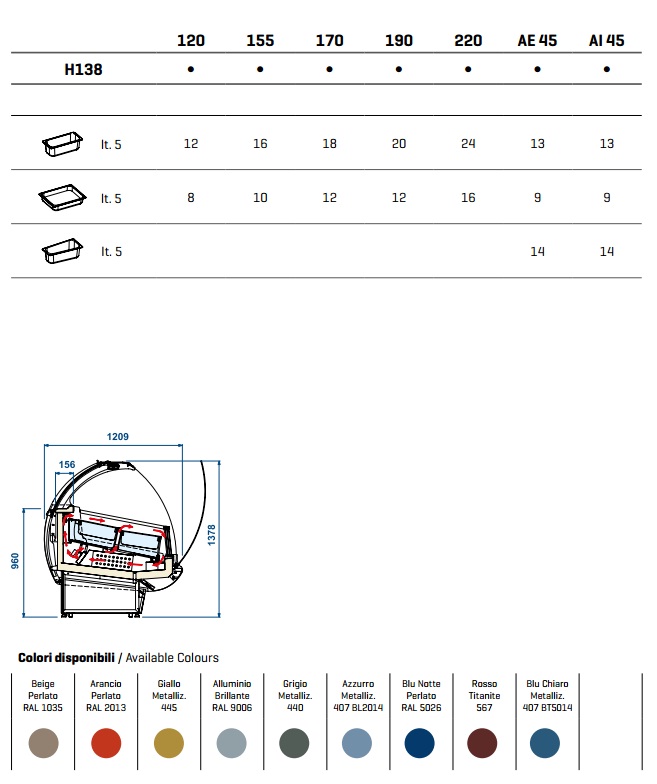 120 155 170 190 220 AE 45 AI 45
H138 • • • • • • •
lt. 5 12 16 18 20 24 13 13
lt. 5 8 10 12 12 16 9 9
lt. 5 14 14
1209
156
1378
960
Colori disponibili / Available Colours
Beige Arancio Giallo Alluminio Grigio Azzurro Blu Notte Rosso Blu Chiaro
Perlato Perlato Metalliz. Brillante Metalliz. Metalliz. Perlato Titanite Metalliz.
RAL 1035 RAL 2013 445 RAL 9006 440 407 BL2014 RAL 5026 567 407 BT5014